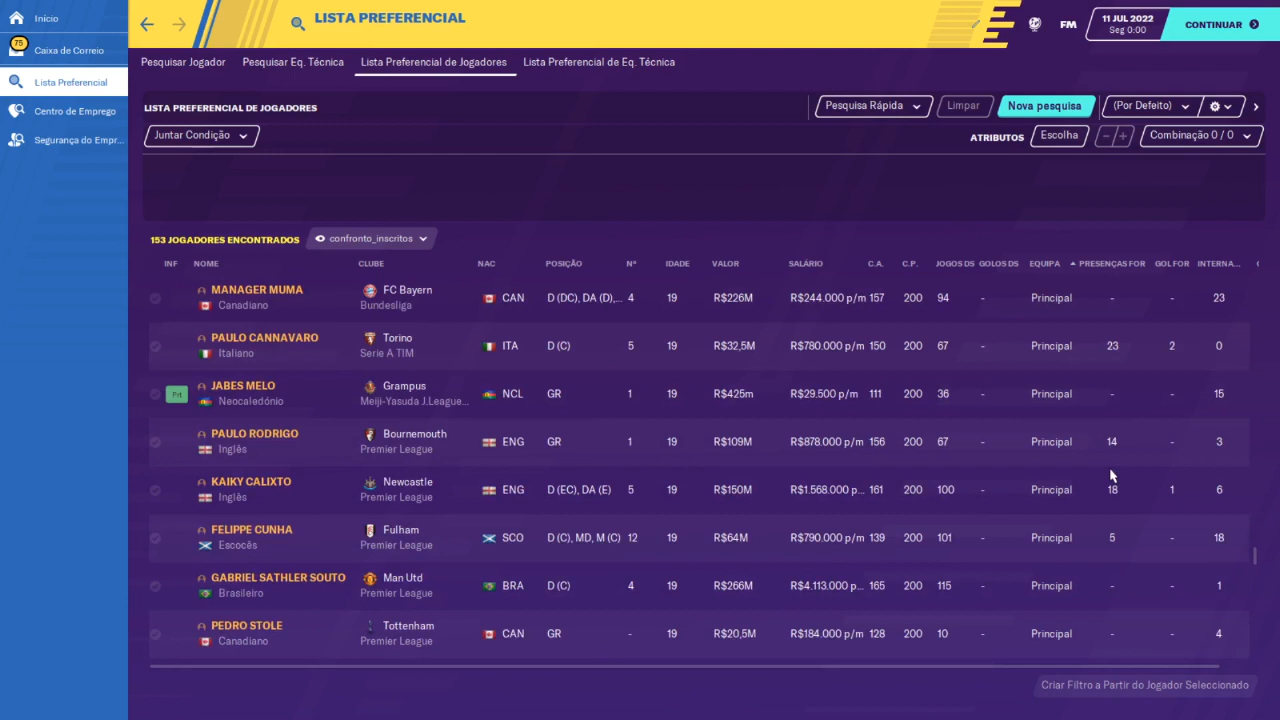 Início
75
Caixa de Correio
Lista Preferencial
Centro de Emprego
Segurança do Empr...
LISTA PREFERENCIAL
FM
11 JUL 2022
Seg 0:00
CONTINUAR
Pesquisar Jogador Pesquisar Eq. Técnica Lista Preferencial de Jogadores Lista Preferencial de Eq. Técnica
LISTA PREFERENCIAL DE JOGADORES
Pesquisa Rápida Limpar Nova pesquisa (Por Defeito)
Juntar Condição
ATRIBUTOS Escolha - / + Combinação 0 / 0
153 JOGADORES ENCONTRADOS confronto_inscritos
INF NOME CLUBE NAC POSIÇÃO Nº IDADE VALOR SALÁRIO C.A. C.P. JOGOS DS GOLOS DS EQUIPA PRESENÇAS FOR GOL FOR INTERNA...
MANAGER MUMA FC Bayern
CAN D (DC), DA (D),... 4 19 R$226M R$244.000 p/m 157 200 94 - Principal - - 23
Canadiano Bundesliga
PAULO CANNAVARO Torino
ITA D (C) 5 19 R$32,5M R$780.000 p/m 150 200 67 - Principal 23 2 0
Italiano Serie A TIM
JABES MELO Grampus
Prt NCL GR 1 19 R$425m R$29.500 p/m 111 200 36 - Principal - - 15
Neocaledónio Meiji-Yasuda J.League...
PAULO RODRIGO Bournemouth
ENG GR 1 19 R$109M R$878.000 p/m 156 200 67 - Principal 14 - 3
Inglês Premier League
KAIKY CALIXTO Newcastle
ENG D (EC), DA (E) 5 19 R$150M R$1.568.000 p... 161 200 100 - Principal 18 1 6
Inglês Premier League
FELIPPE CUNHA Fulham
SCO D (C), MD, M (C) 12 19 R$64M R$790.000 p/m 139 200 101 - Principal 5 - 18
Escocês Premier League
GABRIEL SATHLER SOUTO Man Utd
BRA D (C) 4 19 R$266M R$4.113.000 p... 165 200 115 - Principal - - 1
Brasileiro Premier League
PEDRO STOLE Tottenham
CAN GR - 19 R$20,5M R$184.000 p/m 128 200 10 - Principal - - 4
Canadiano Premier League
Criar Filtro a Partir do Jogador Seleccionado